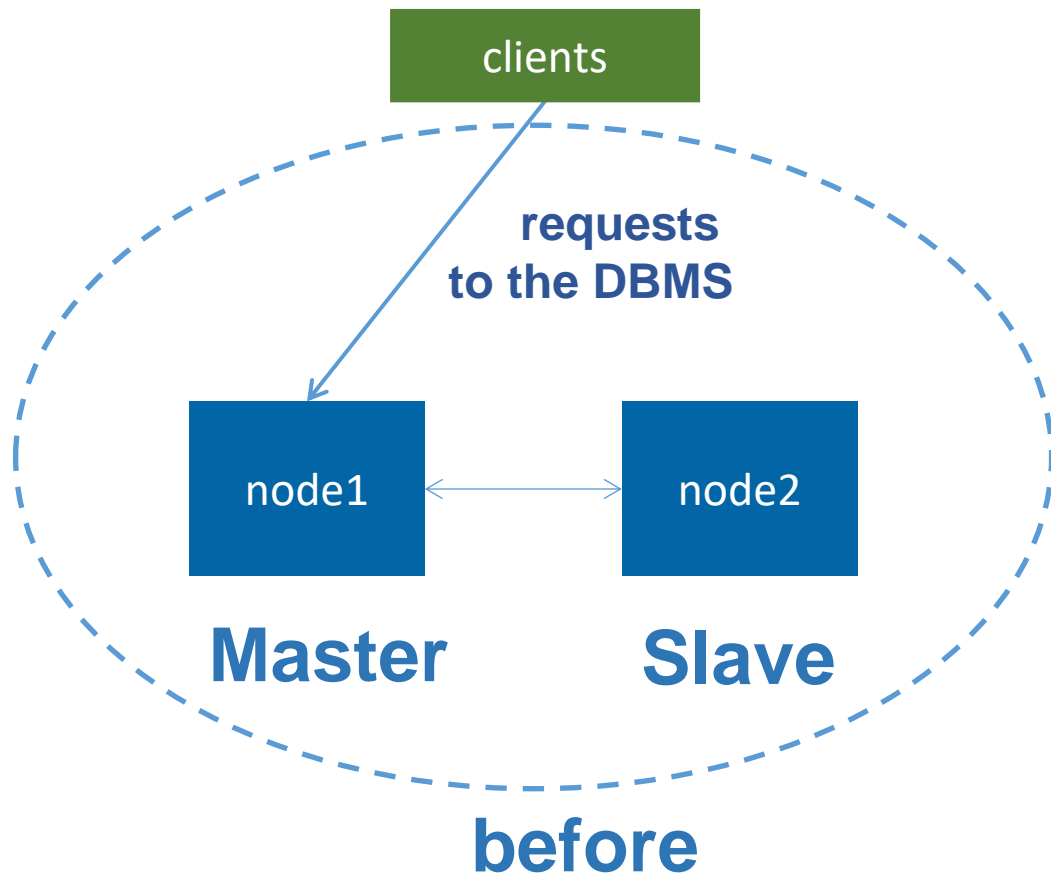 clients
requests
to the DBMS
node1
node2
Master
Slave
before